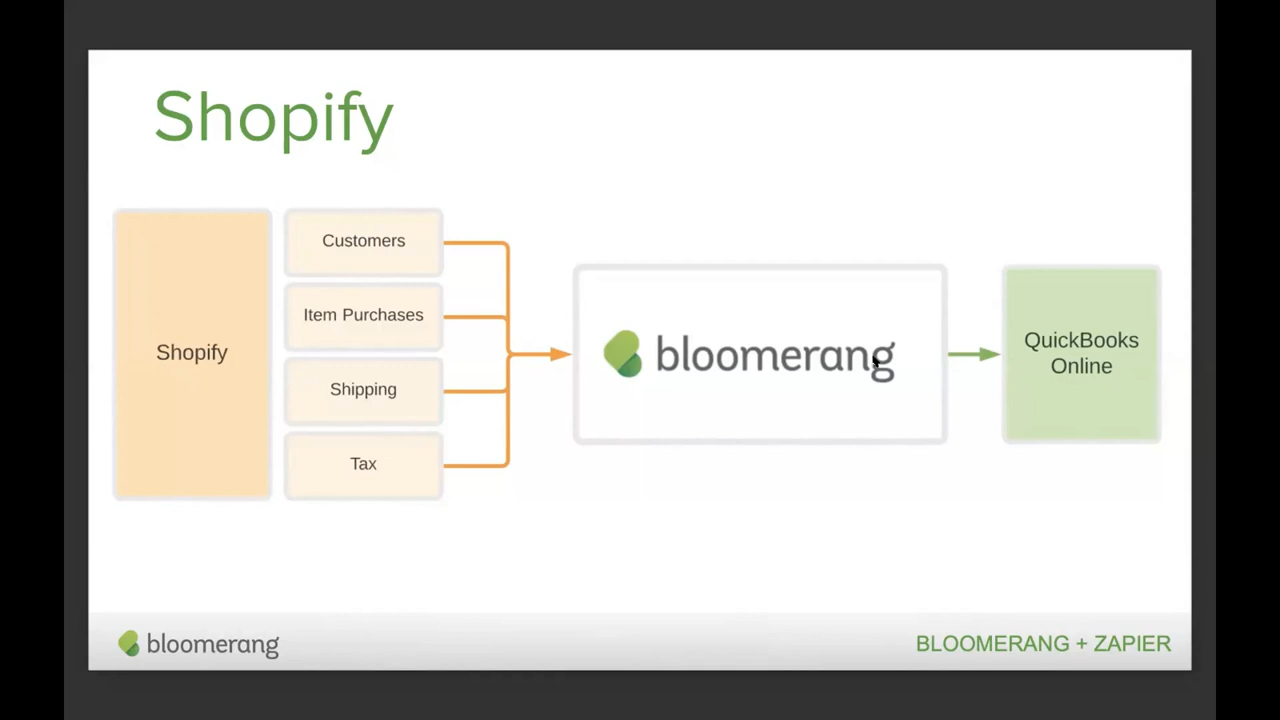 Shopify
Shopify
Customers
Item Purchases
Shipping
Tax
bloomerang
QuickBooks
Online
bloomerang
BLOOMERANG + ZAPIER